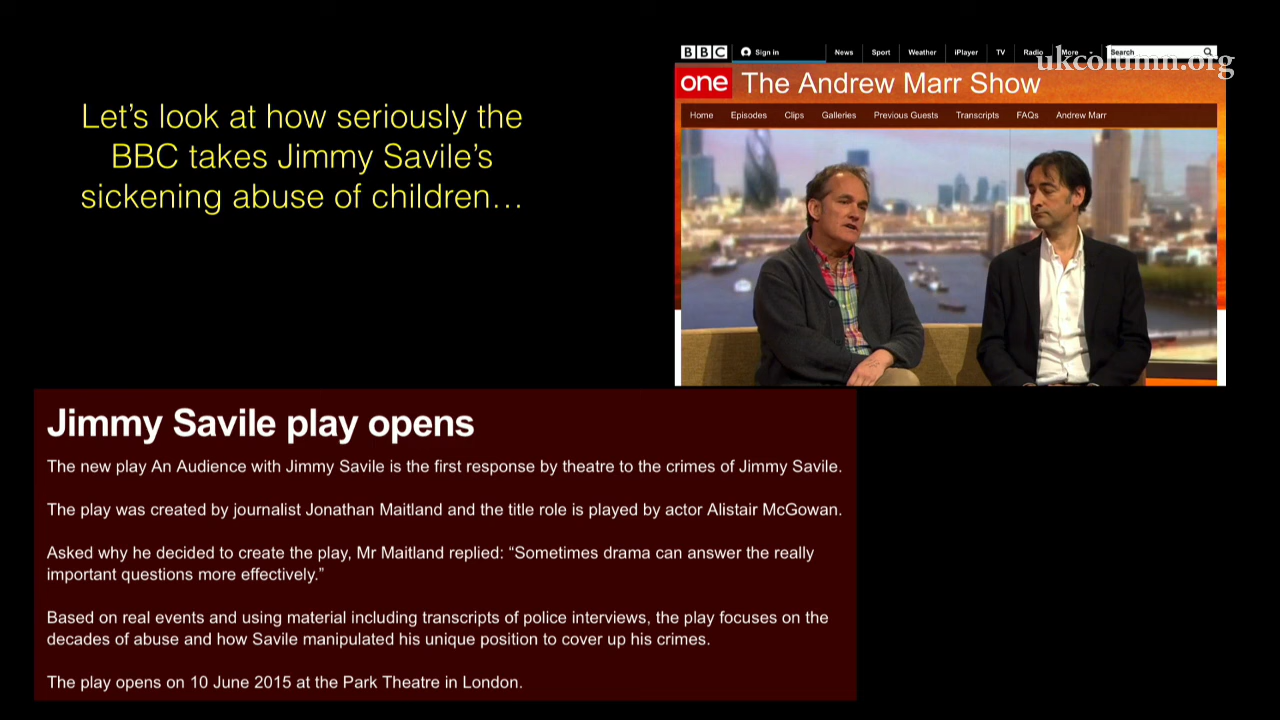 Let's look at how seriously the
BBC takes Jimmy Savile's
sickening abuse of children…
BBC Sign in News Sport Weather iPlayer TV Radio More Search
ukcolumn.org
one The Andrew Marr Show
Home Episodes Clips Galleries Previous Guests Transcripts FAQs Andrew Marr
Jimmy Savile play opens
The new play An Audience with Jimmy Savile is the first response by theatre to the crimes of Jimmy Savile.
The play was created by journalist Jonathan Maitland and the title role is played by actor Alistair McGowan.
Asked why he decided to create the play, Mr Maitland replied: “Sometimes drama can answer the really
important questions more effectively.”
Based on real events and using material including transcripts of police interviews, the play focuses on the
decades of abuse and how Savile manipulated his unique position to cover up his crimes.
The play opens on 10 June 2015 at the Park Theatre in London.